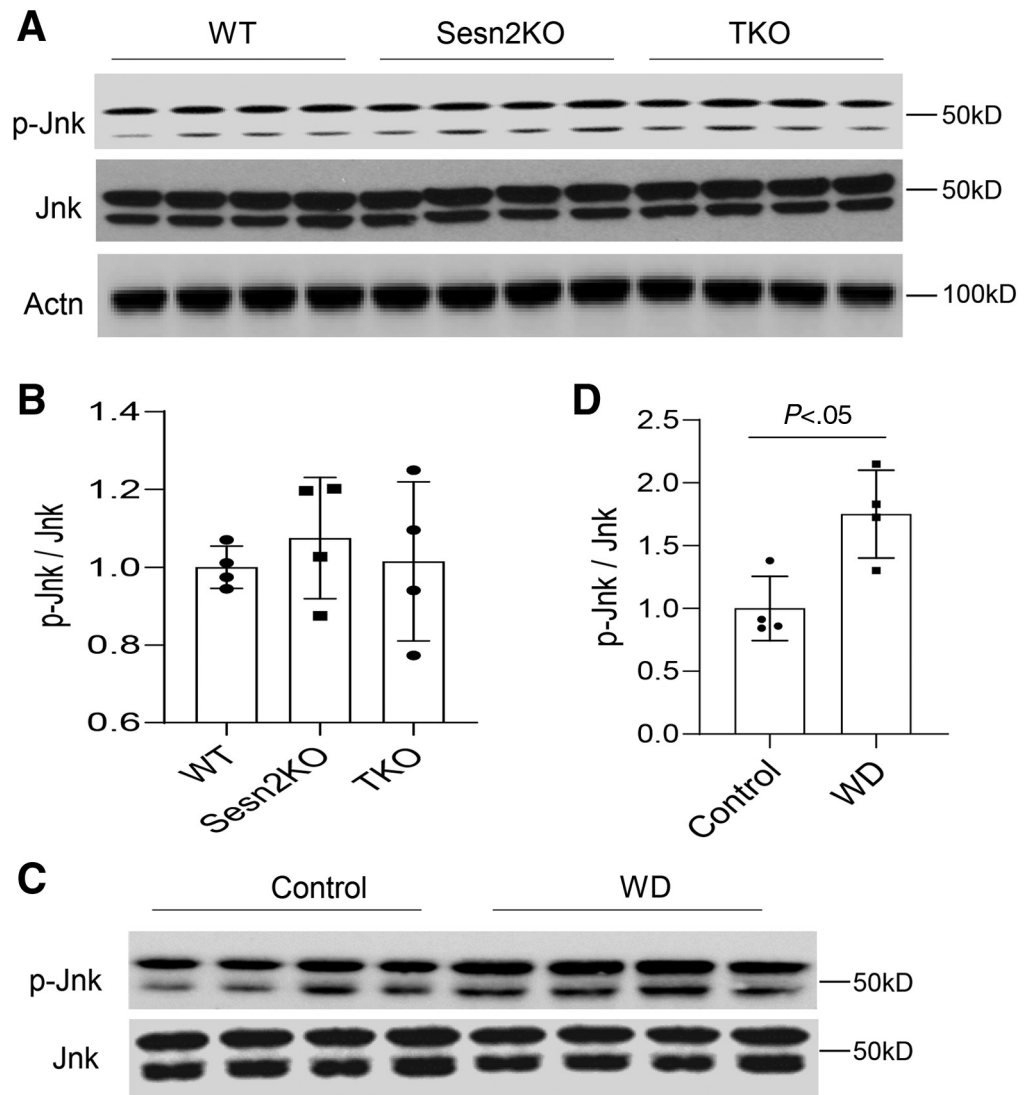 A
WT Sesn2KO TKO
p-Jnk 50kD
Jnk 50kD
Actn 100kD
B
1.4
1.2
1.0
0.8
0.6
p-Jnk / Jnk
WT Sesn2KO TKO
D
P<.05
2.5
2.0
1.5
1.0
0.5
0.0
p-Jnk / Jnk
Control WD
C
Control WD
p-Jnk 50kD
Jnk 50kD